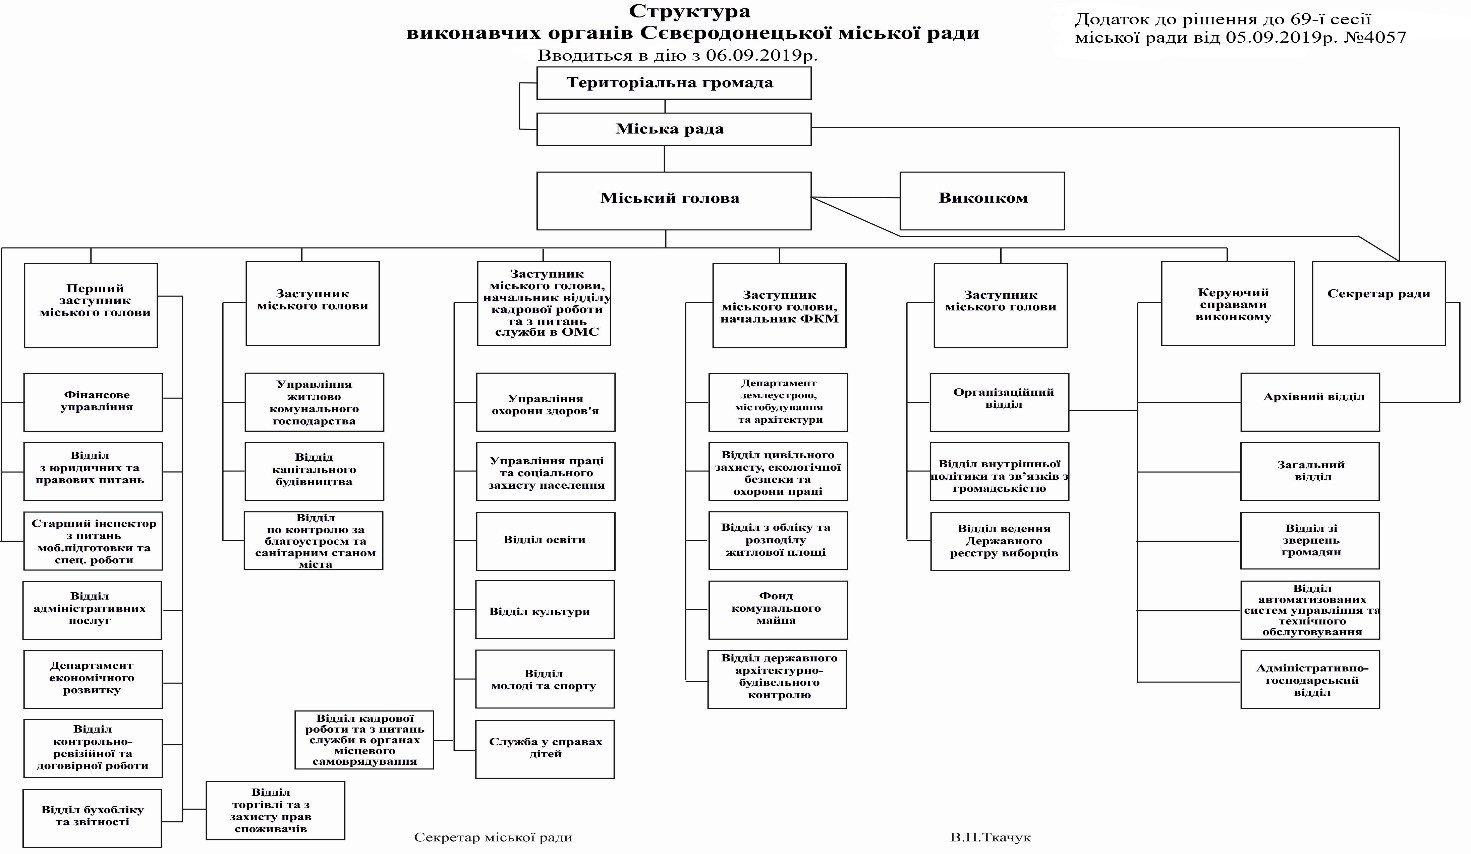 Структура
виконавчих органів Сєвєродонецької міської ради
Вводиться в дію з 06.09.2019р.
Додаток до рішення до 69-ї сесії
міської ради від 05.09.2019р. №4057
Територіальна громада
Міська рада
Міський голова
Виконком
Перший
заступник
міського голови
Заступник
міського голови
Заступник
міського голови,
начальник відділу
кадрової роботи
та з питань
служби в ОМС
Заступник
міського голови,
начальник ФКМ
Заступник
міського голови
Керуючий
справами
виконкому
Секретар ради
Фінансове
управління
Відділ
з юридичних та
правових питань
Старший інспектор
з питань
моб.підготовки та
спец. роботи
Відділ
адміністративних
послуг
Департамент
економічного
розвитку
Відділ
контрольно-
ревізійної та
договірної роботи
Відділ бухобліку
та звітності
Відділ
торгівлі та з
захисту прав
споживачів
Управління
житлово
комунального
господарства
Відділ
капітального
будівництва
Відділ
по контролю за
благоустроєм та
санітарним станом
міста
Управління
охорони здоров'я
Управління праці
та соціального
захисту населення
Відділ освіти
Відділ культури
Відділ
молоді та спорту
Служба у справах
дітей
Відділ кадрової
роботи та з питань
служби в органах
місцевого
самоврядування
Департамент
землеустрою,
містобудування
та архітектури
Відділ цивільного
захисту, екологічної
безпеки та
охорони праці
Відділ з обліку та
розподілу
житлової площі
Фонд
комунального
майна
Відділ державного
архітектурно-
будівельного
контролю
Організаційний
відділ
Відділ внутрішньої
політики та зв’язків з
громадськістю
Відділ ведення
Державного
реєстру виборців
Архівний відділ
Загальний
відділ
Відділ зі
звернень
громадян
Відділ
автоматизованих
систем управління та
технічного
обслуговування
Адміністративно-
господарський
відділ
Секретар міської ради
В.П.Ткачук